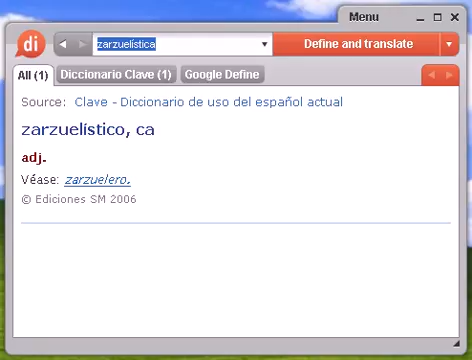 Menu
di
zarzuelística
Define and translate
All (1)
Diccionario Clave (1)
Google Define
Source: Clave - Diccionario de uso del español actual
zarzuelístico, ca
adj.
Véase: zarzuelero.
© Ediciones SM 2006